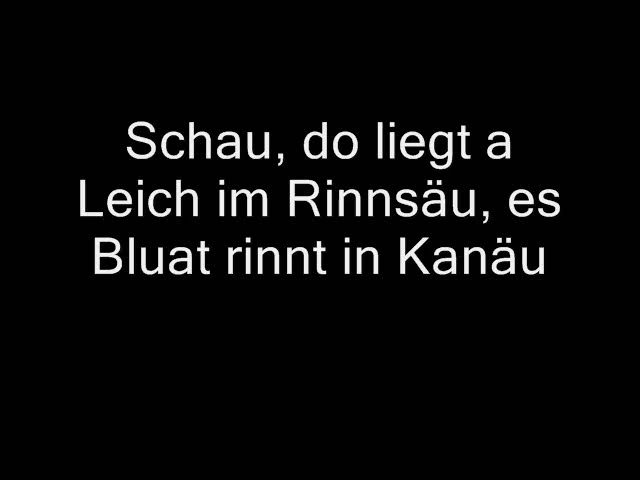 Schau, do liegt a
Leich im Rinnsäu, es
Bluat rinnt in Kanäu